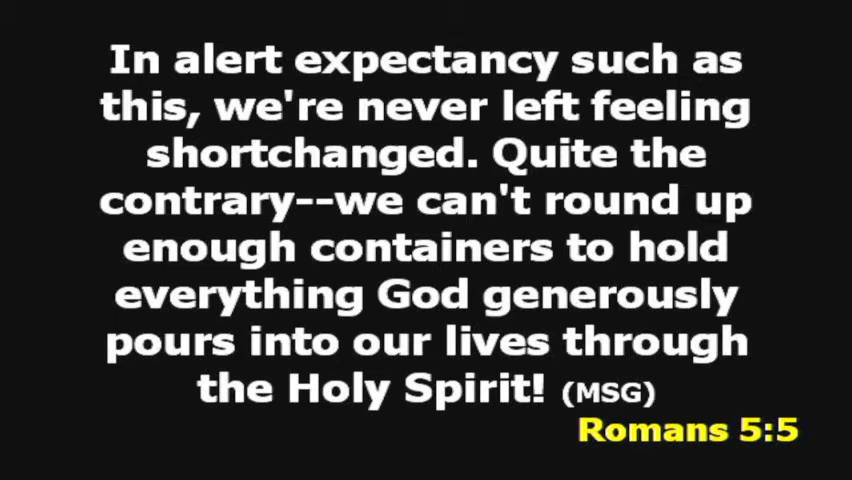 In alert expectancy such as
this, we're never left feeling
shortchanged. Quite the
contrary--we can't round up
enough containers to hold
everything God generously
pours into our lives through
the Holy Spirit! (MSG)
Romans 5:5